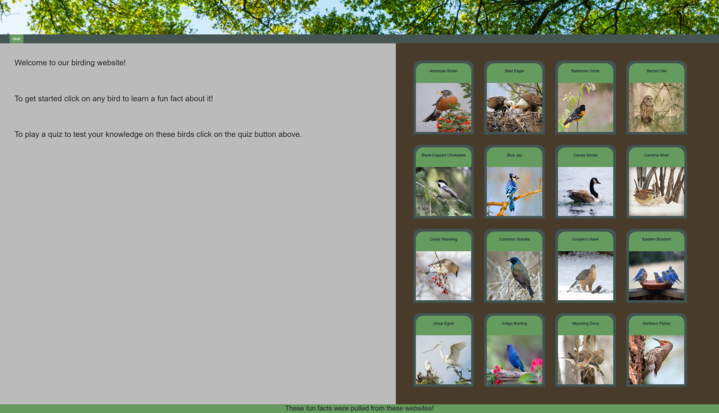 Quiz
Welcome to our birding website!
To get started click on any bird to learn a fun fact about it!
To play a quiz to test your knowledge on these birds click on the quiz button above.
American Robin
Bald Eagle
Baltimore Oriole
Barred Owl
Black-Capped Chickadee
Blue Jay
Canada Goose
Carolina Wren
Cedar Waxwing
Common Grackle
Cooper's Hawk
Eastern Bluebird
Great Egret
Indigo Bunting
Mourning Dove
Northern Flicker
These fun facts were pulled from these websites!